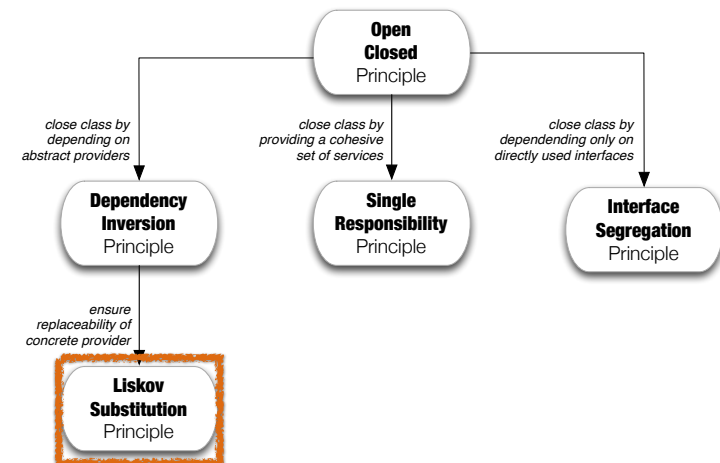 Open
Closed
Principle
close class by
depending on
abstract providers
close class by
providing a cohesive
set of services
close class by
dependending only on
directly used interfaces
Dependency
Inversion
Principle
Single
Responsibility
Principle
Interface
Segregation
Principle
ensure
replaceability of
concrete provider
Liskov
Substitution
Principle